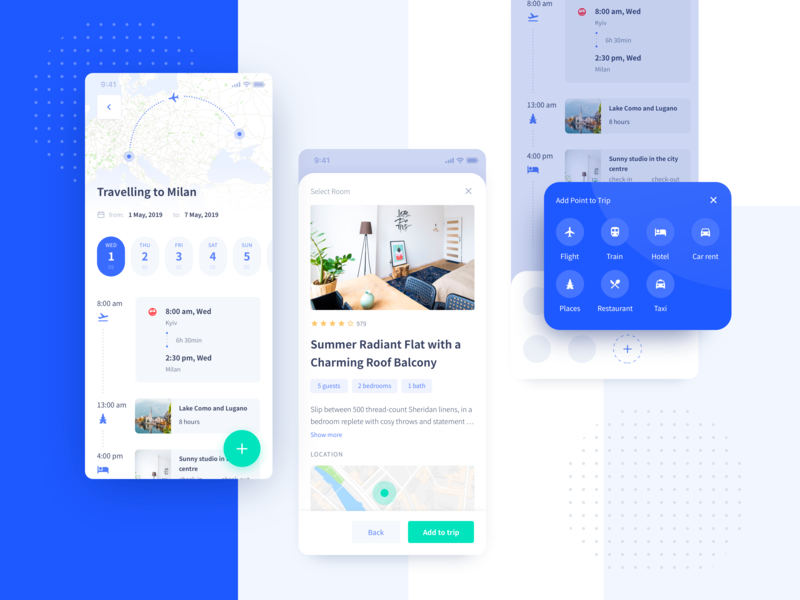 9:41
Travelling to Milan
from: 1 May, 2019 to: 7 May, 2019
WED
1
THU
2
FRI
3
SAT
4
SUN
5
8:00 am
8:00 am, Wed
Kyiv
6h 30min
2:30 pm, Wed
Milan
13:00 am
Lake Como and Lugano
8 hours
4:00 pm
Sunny studio in
centre
9:41
Select Room
979
Summer Radiant Flat with a
Charming Roof Balcony
5 guests
2 bedrooms
1 bath
Slip between 500 thread-count Sheridan linens, in a
bedroom replete with cosy throws and statement ...
Show more
LOCATION
Back
Add to trip
8:00 am
8:00 am, Wed
Kyiv
6h 30min
2:30 pm, Wed
Milan
13:00 am
Lake Como and Lugano
8 hours
4:00 pm
Sunny studio in the city
centre
check-in check-out
Add Point to Trip
Flight
Train
Hotel
Car rent
Places
Restaurant
Taxi